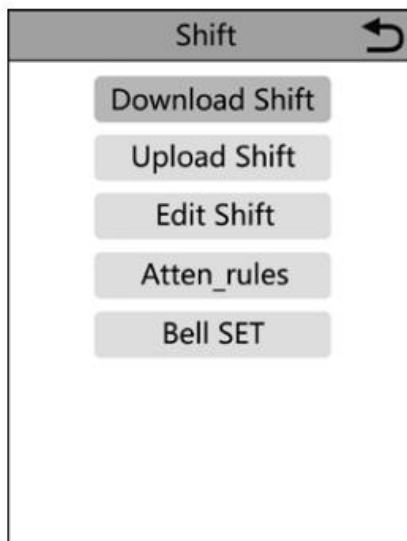 Shift
Download Shift
Upload Shift
Edit Shift
Atten_rules
Bell SET